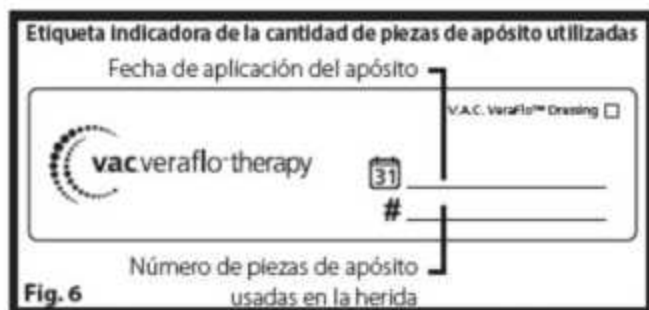 Etiqueta indicadora de la cantidad de piezas de apósito utilizadas
Fecha de aplicación del apósito
V.A.C. VeraFlo™ Dressing
vac veraflo™ therapy
31
#
Número de piezas de apósito
usadas en la herida
Fig. 6